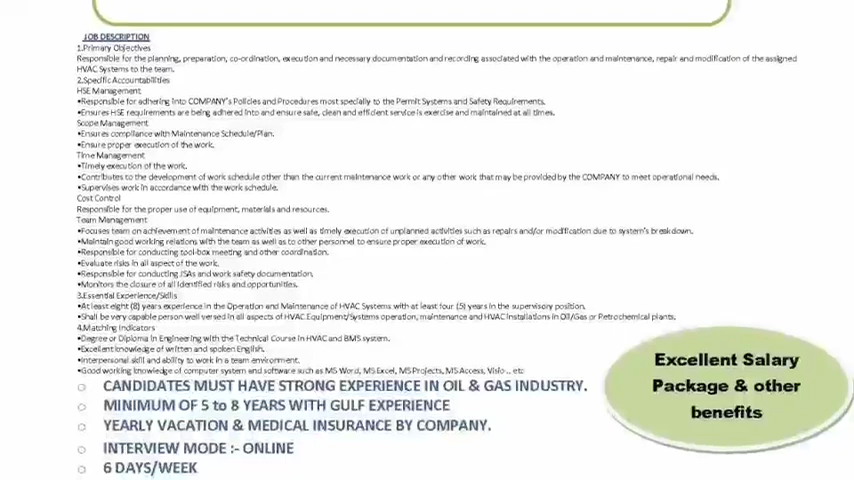 JOB DESCRIPTION
1.Primary Objectives
Responsible for the planning, preparation, co-ordination, execution and necessary documentation and recording associated with the operation and maintenance, repair and modification of the assigned
HVAC Systems to the team.
2.Specific Accountabilities
HSE Management
•Responsible for adhering into COMPANY's Policies and Procedures most specially to the Permit Systems and Safety Requirements.
•Ensures HSE requirements are being adhered into and ensure safe, clean and efficient service is exercise and maintained at all times.
Scope Management
•Ensures compliance with Maintenance Schedule/Plan.
•Ensure proper execution of the work.
Time Management
•Timely execution of the work.
•Contributes to the development of work schedule other than the current maintenance work or any other work that may be provided by the COMPANY to meet operational needs.
•Supervises work in accordance with the work schedule.
Cost Control
Responsible for the proper use of equipment, materials and resources.
Team Management
•Focuses team on achievement of maintenance activities as well as timely execution of unplanned activities such as repairs and/or modification due to system's breakdown.
•Maintain good working relations with the team as well as to other personnel to ensure proper execution of work.
•Responsible for conducting tool-box meeting and other coordination.
•Evaluate risks in all aspect of the work.
•Responsible for conducting JSAs and work safety documentation.
•Monitors the closure of all identified risks and opportunities.
3.Essential Experience/Skills
•At least eight (8) years experience in the Operation and Maintenance of HVAC Systems with at least four (5) years in the supervisory position.
•Shall be very capable person well versed in all aspects of HVAC Equipment/Systems operation, maintenance and HVAC installations in Oil/Gas or Petrochemical plants.
4.Matching Indicators
•Degree or Diploma in Engineering with the Technical Course in HVAC and BMS system.
•Excellent knowledge of written and spoken English.
•Interpersonal skill and ability to work in a team environment.
•Good working knowledge of computer system and software such as MS Word, MS Excel, MS Projects, MS Access, Visio .. etc
CANDIDATES MUST HAVE STRONG EXPERIENCE IN OIL & GAS INDUSTRY.
MINIMUM OF 5 to 8 YEARS WITH GULF EXPERIENCE
YEARLY VACATION & MEDICAL INSURANCE BY COMPANY.
INTERVIEW MODE :- ONLINE
6 DAYS/WEEK
Excellent Salary
Package & other
benefits